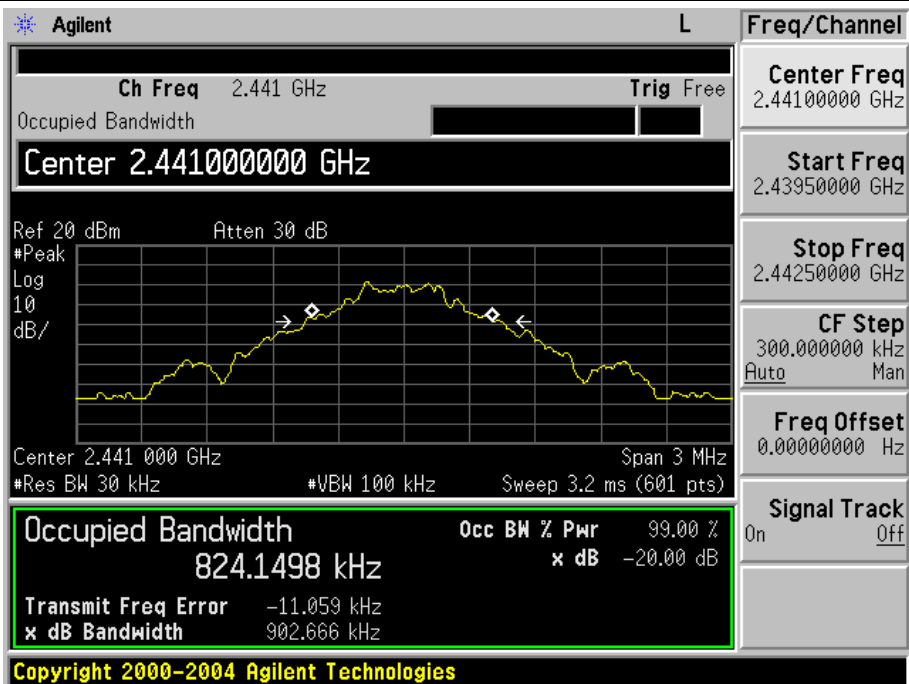 Agilent L
Freq/Channel
Ch Freq 2.441 GHz Trig Free
Occupied Bandwidth
Center 2.441000000 GHz
Ref 20 dBm Atten 30 dB
#Peak
Log
10
dB/
Center 2.441 000 GHz Span 3 MHz
#Res BW 30 kHz #VBW 100 kHz Sweep 3.2 ms (601 pts)
Occupied Bandwidth
824.1498 kHz
Occ BW % Pwr 99.00 %
x dB -20.00 dB
Transmit Freq Error -11.059 kHz
x dB Bandwidth 902.666 kHz
Copyright 2000-2004 Agilent Technologies
Center Freq
2.44100000 GHz
Start Freq
2.43950000 GHz
Stop Freq
2.44250000 GHz
CF Step
300.000000 kHz
Auto Man
Freq Offset
0.00000000 Hz
Signal Track
On Off